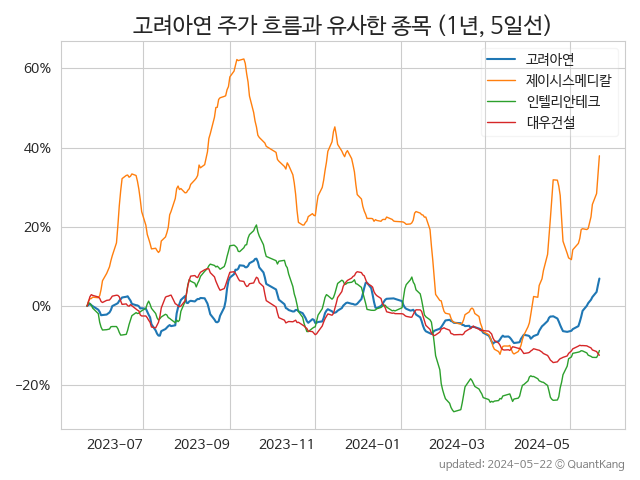 고려아연 주가 흐름과 유사한 종목 (1년, 5일선)
고려아연
제이시스메디칼
인텔리안테크
대우건설
60%
40%
20%
0%
−20%
2023-07
2023-09
2023-11
2024-01
2024-03
2024-05
updated: 2024-05-22 © QuantKang